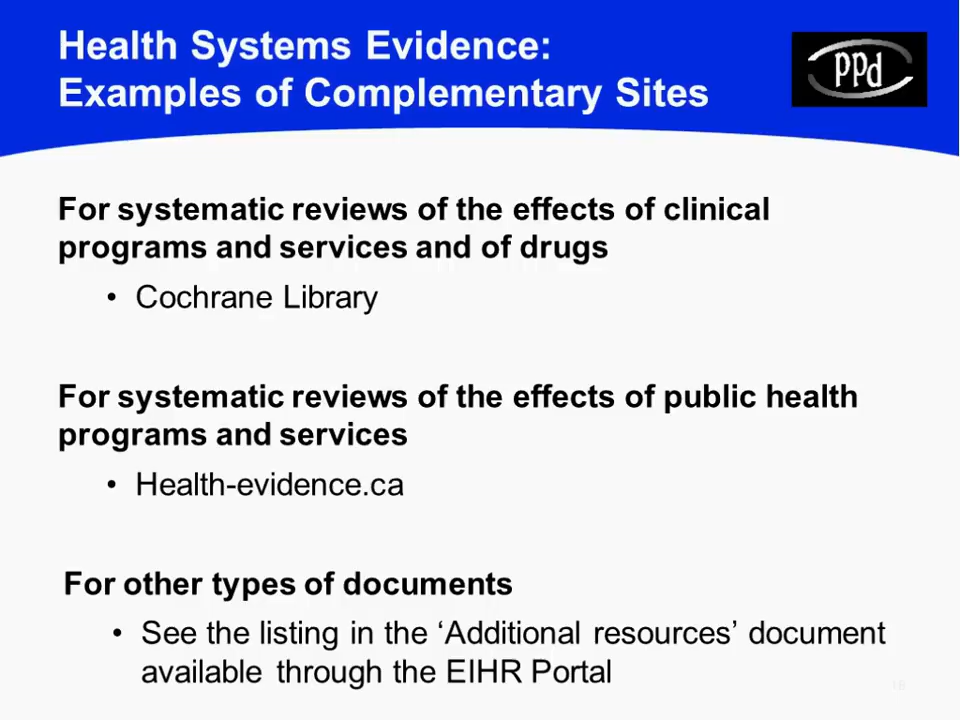 Health Systems Evidence:
Examples of Complementary Sites
PPd
For systematic reviews of the effects of clinical
programs and services and of drugs
• Cochrane Library
For systematic reviews of the effects of public health
programs and services
• Health-evidence.ca
For other types of documents
• See the listing in the ‘Additional resources’ document
available through the EIHR Portal